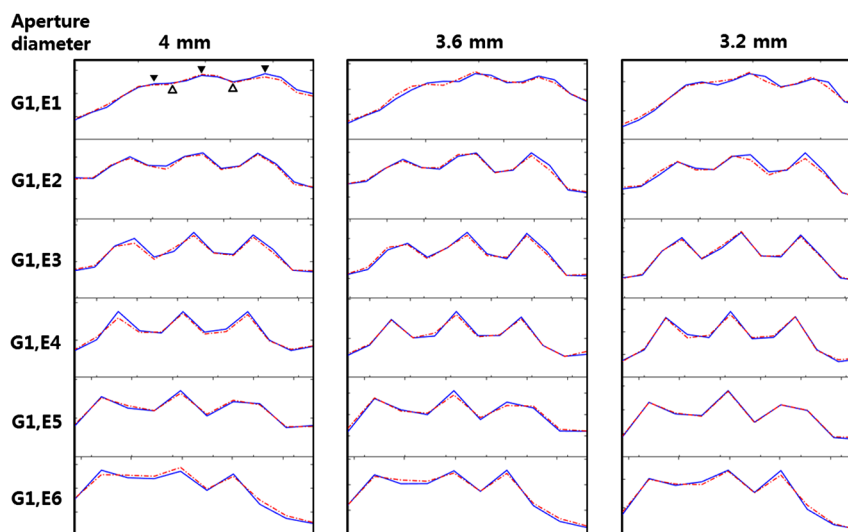 Aperture
diameter
4 mm
3.6 mm
3.2 mm
G1,E1
G1,E2
G1,E3
G1,E4
G1,E5
G1,E6